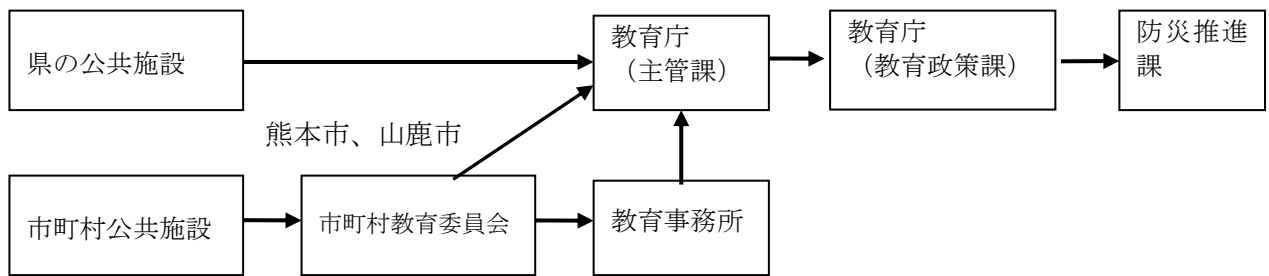 県の公共施設
教育庁
（主管課）
教育庁
（教育政策課）
防災推進
課
熊本市、山鹿市
市町村公共施設
市町村教育委員会
教育事務所